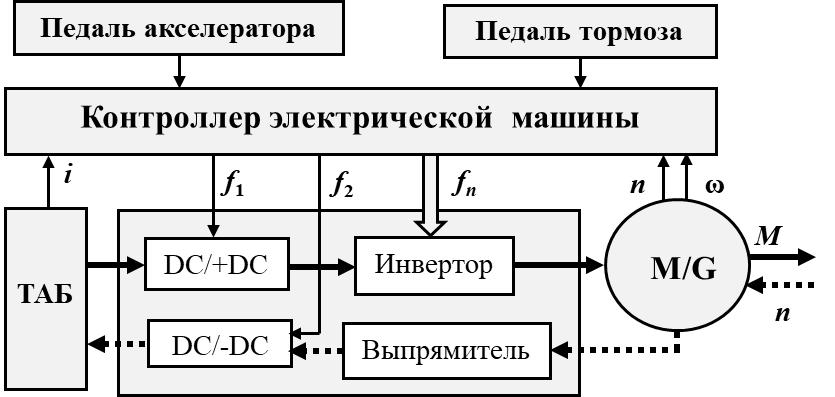 Педаль акселератора
Педаль тормоза
Контроллер электрической машины
i
f1
f2
fn
n
ω
ТАБ
DC/+DC
Инвертор
M/G
M
n
DC/-DC
Выпрямитель